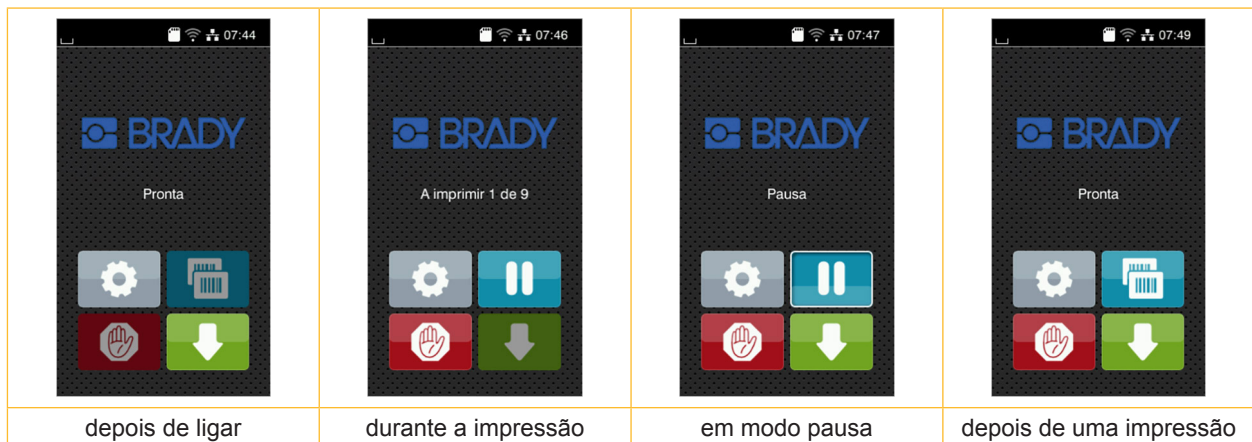 07:44
BRADY
Pronta
depois de ligar
07:46
BRADY
A imprimir 1 de 9
durante a impressão
07:47
BRADY
Pausa
em modo pausa
07:49
BRADY
Pronta
depois de uma impressão